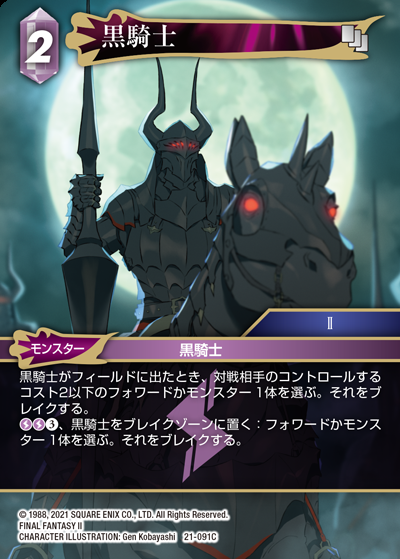 2
黒騎士
Ⅱ
モンスター
黒騎士
黒騎士がフィールドに出たとき、対戦相手のコントロールする
コスト2以下のフォワードかモンスター1体を選ぶ。それをブ
レイクする。
3、黒騎士をブレイクゾーンに置く：フォワードかモンス
ター1体を選ぶ。それをブレイクする。
© 1988, 2021 SQUARE ENIX CO., LTD. All Rights Reserved.
FINAL FANTASY II
CHARACTER ILLUSTRATION: Gen Kobayashi 21-091C